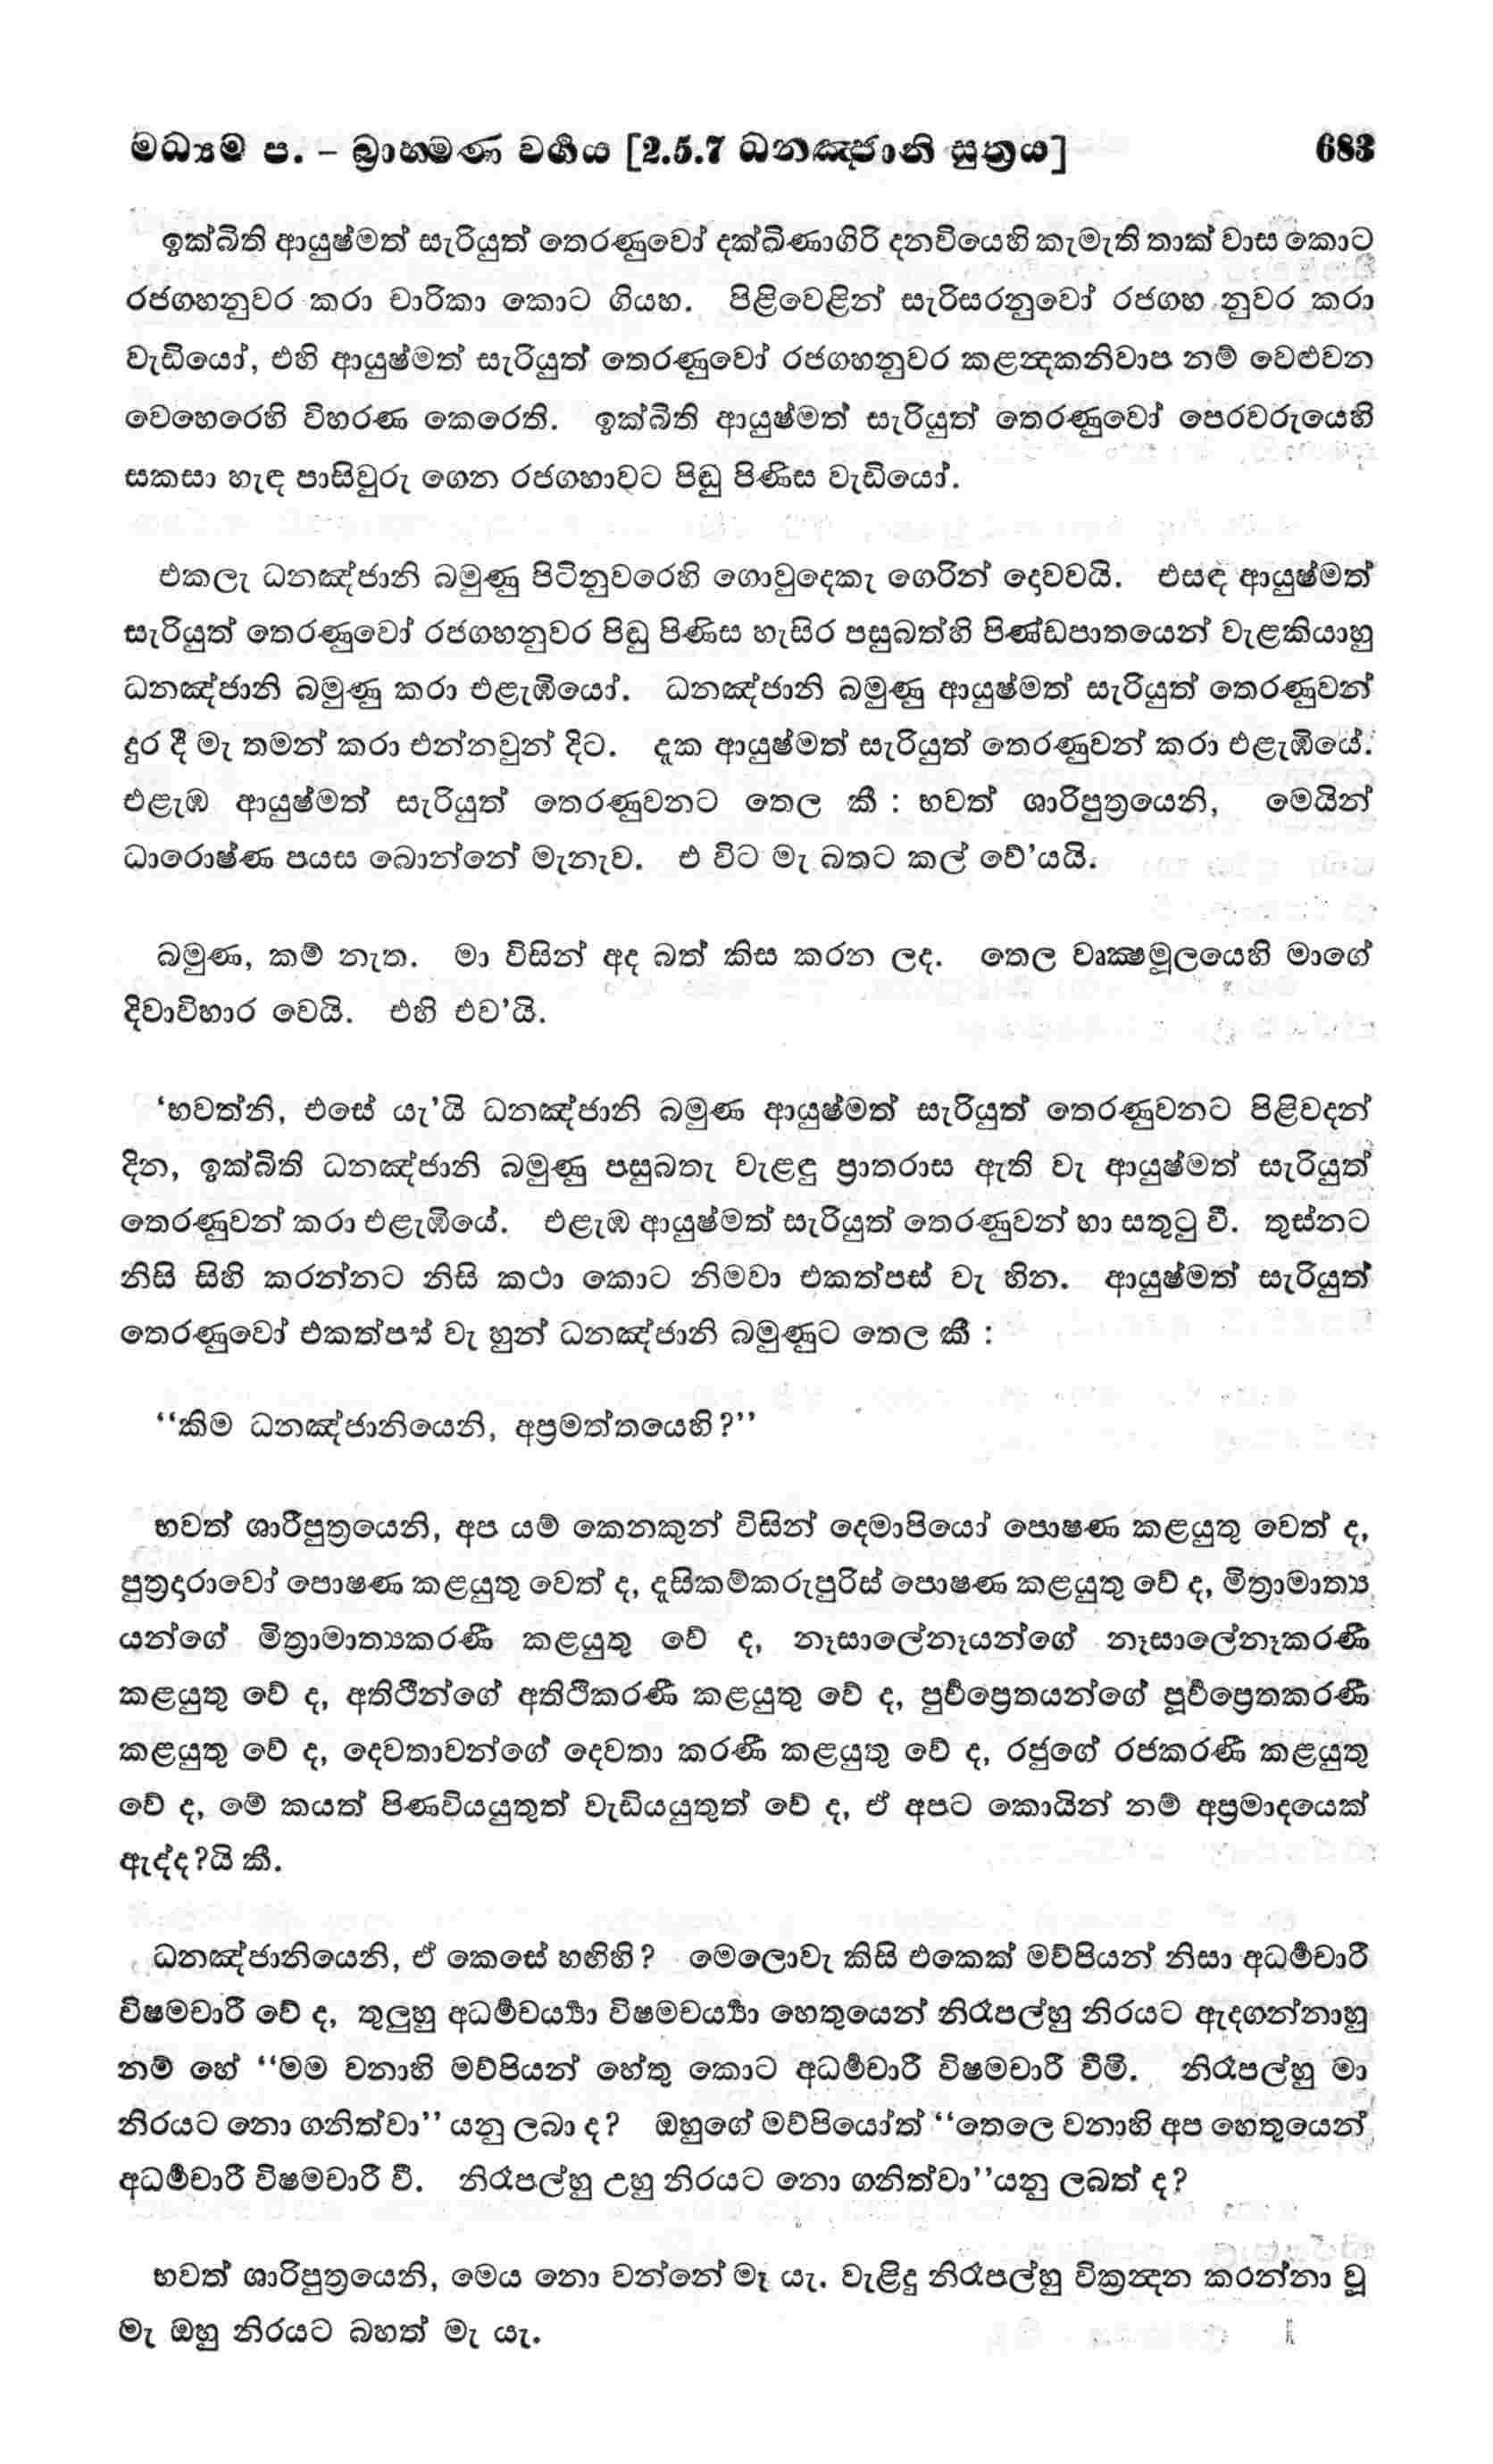 මධ්‍යම ප. – බ්‍රාහමණ වර්‍ගය [2.5.7 ධනඤ්ජානි සුත්‍රය] 683
ඉක්බිති ආයුෂ්මත් සැරියුත් තෙරණුවෝ දක්ඛිණාගිරි දනවියෙහි කැමැති තාක් වාස කොට
රජගහනුවර කරා චාරිකා කොට ගියහ. පිළිවෙළින් සැරිසරනුවෝ රජගහ නුවර කරා
වැඩියෝ, එහි ආයුෂ්මත් සැරියුත් තෙරණුවෝ රජගහනුවර කළන්‍දකනිවාප නම් වෙළුවන
වෙහෙරෙහි විහරණ කෙරෙති. ඉක්බිති ආයුෂ්මත් සැරියුත් තෙරණුවෝ පෙරවරුයෙහි
සකසා හැඳ පාසිවුරු ගෙන රජගහාවට පිඬු පිණිස වැඩියෝ.
එකලැ ධනඤ්ජානි බමුණු පිටිනුවරෙහි ගොවුදෙකැ ගෙරින් දොවවයි. එසඳ ආයුෂ්මත්
සැරියුත් තෙරණුවෝ රජගහනුවර පිඬු පිණිස හැසිර පසුබත්හි පිණ්ඩපාතයෙන් වැළකියාහු
ධනඤ්ජානි බමුණු කරා එළැඹියෝ. ධනඤ්ජානි බමුණු ආයුෂ්මත් සැරියුත් තෙරණුවන්
දුර දී මැ තමන් කරා එන්නවුන් දිට. දැක ආයුෂ්මත් සැරියුත් තෙරණුවන් කරා එළැඹියේ.
එළැඹ ආයුෂ්මත් සැරියුත් තෙරණුවනට තෙල කී : භවත් ශාරිපුත්‍රයෙනි, මෙයින්
ධාරොෂ්ණ පයස බොන්නේ මැනැව. එ විට මැ බතට කල් වේ’යයි.
බමුණ, කම් නැත. මා විසින් අද බත් කිස කරන ලද. තෙල වෘක්‍ෂමූලයෙහි මාගේ
දිවාවිහාර වෙයි. එහි එව’යි.
‘භවත්නි, එසේ යැ’යි ධනඤ්ජානි බමුණ ආයුෂ්මත් සැරියුත් තෙරණුවනට පිළිවදන්
දින, ඉක්බිති ධනඤ්ජානි බමුණු පසුබතැ වැළඳු ප්‍රාතරාස ඇති වැ ආයුෂ්මත් සැරියුත්
තෙරණුවන් කරා එළැඹියේ. එළැඹ ආයුෂ්මත් සැරියුත් තෙරණුවන් හා සතුටු වී. තුස්නට
නිසි සිහි කරන්නට නිසි කථා කොට නිමවා එකත්පස් වැ හින. ආයුෂ්මත් සැරියුත්
තෙරණුවෝ එකත්පස් වැ හුන් ධනඤ්ජානි බමුණුට තෙල කී :
‘‘කිම ධනඤ්ජානියෙනි, අප්‍රමත්තයෙහි?’’
භවත් ශාරීපුත්‍රයෙනි, අප යම් කෙනකුන් විසින් දෙමාපියෝ පොෂණ කළයුතු වෙත් ද,
පුත්‍රදාරාවෝ පොෂණ කළයුතු වෙත් ද, දැසිකම්කරුපුරිස් පොෂණ කළයුතු වේ ද, මිත්‍රාමාත්‍ය
යන්ගේ මිත්‍රාමාත්‍යකරණී කළයුතු වේ ද, නෑසාලේනෑයන්ගේ නෑසාලේනෑකරණී
කළයුතු වේ ද, අතිථීන්ගේ අතිථිකරණී කළයුතු වේ ද, පුර්‍වප්‍රෙතයන්ගේ පූර්‍වප්‍රෙතකරණී
කළයුතු වේ ද, දෙවතාවන්ගේ දෙවතා කරණී කළයුතු වේ ද, රජුගේ රජකරණී කළයුතු
වේ ද, මේ කයත් පිණවියයුතුත් වැඩියයුතුත් වේ ද, ඒ අපට කොයින් නම් අප්‍රමාදයෙක්
ඇද්ද?යි කී.
ධනඤ්ජානියෙනි, ඒ කෙසේ හඟිහි? මෙලොවැ කිසි එකෙක් මව්පියන් නිසා අධර්‍මචාරී
විෂමචාරී වේ ද, තුලුහු අධර්‍මචර්‍ය්‍යා විෂමචර්‍ය්‍යා හෙතුයෙන් නිරෑපල්හු නිරයට ඇදගන්නාහු
නම් හේ ‘‘මම වනාහි මව්පියන් හේතු කොට අධර්‍මචාරී විෂමචාරී වීමි. නිරෑපල්හු මා
නිරයට නො ගනිත්වා’’ යනු ලබා ද? ඔහුගේ මව්පියෝත් ‘‘තෙලෙ වනාහි අප හෙතුයෙන්
අධර්‍මචාරී විෂමචාරී වී. නිරෑපල්හු උහු නිරයට නො ගනිත්වා’’යනු ලබත් ද?
භවත් ශාරිපුත්‍රයෙනි, මෙය නො වන්නේ මැ යැ. වැළිදු නිරෑපල්හු වික්‍රන්‍දන කරන්නා වූ
මැ ඔහු නිරයට බහත් මැ යැ.